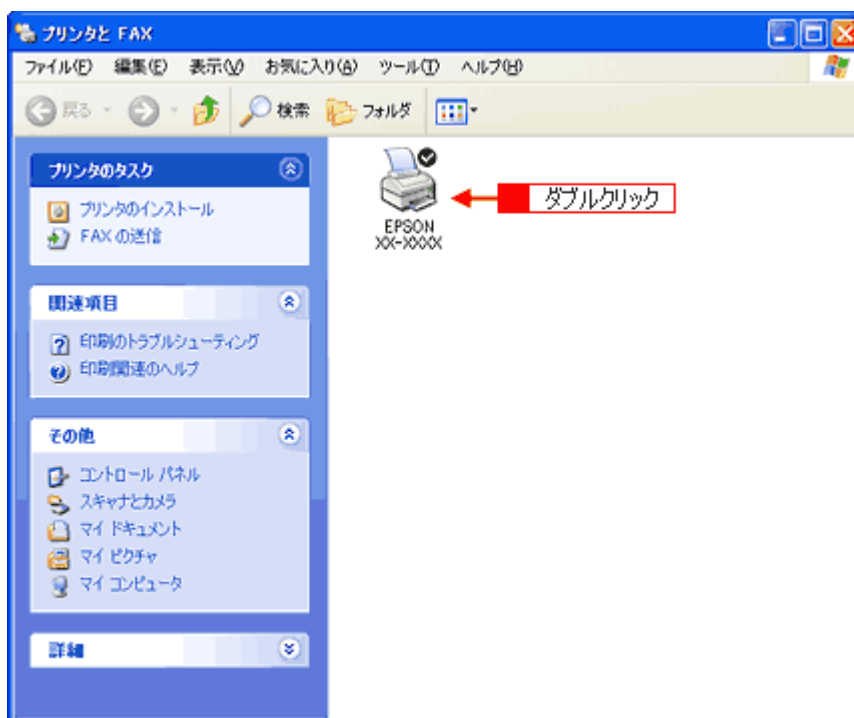 プリンタと FAX
ファイル(F) 編集(E) 表示(V) お気に入り(A) ツール(T) ヘルプ(H)
戻る 検索 フォルダ
プリンタのタスク
プリンタのインストール
FAX の送信
関連項目
印刷のトラブルシューティング
印刷関連のヘルプ
その他
コントロール パネル
スキャナとカメラ
マイ ドキュメント
マイ ピクチャ
マイ コンピュータ
詳細
ダブルクリック
EPSON
XX-XXXX